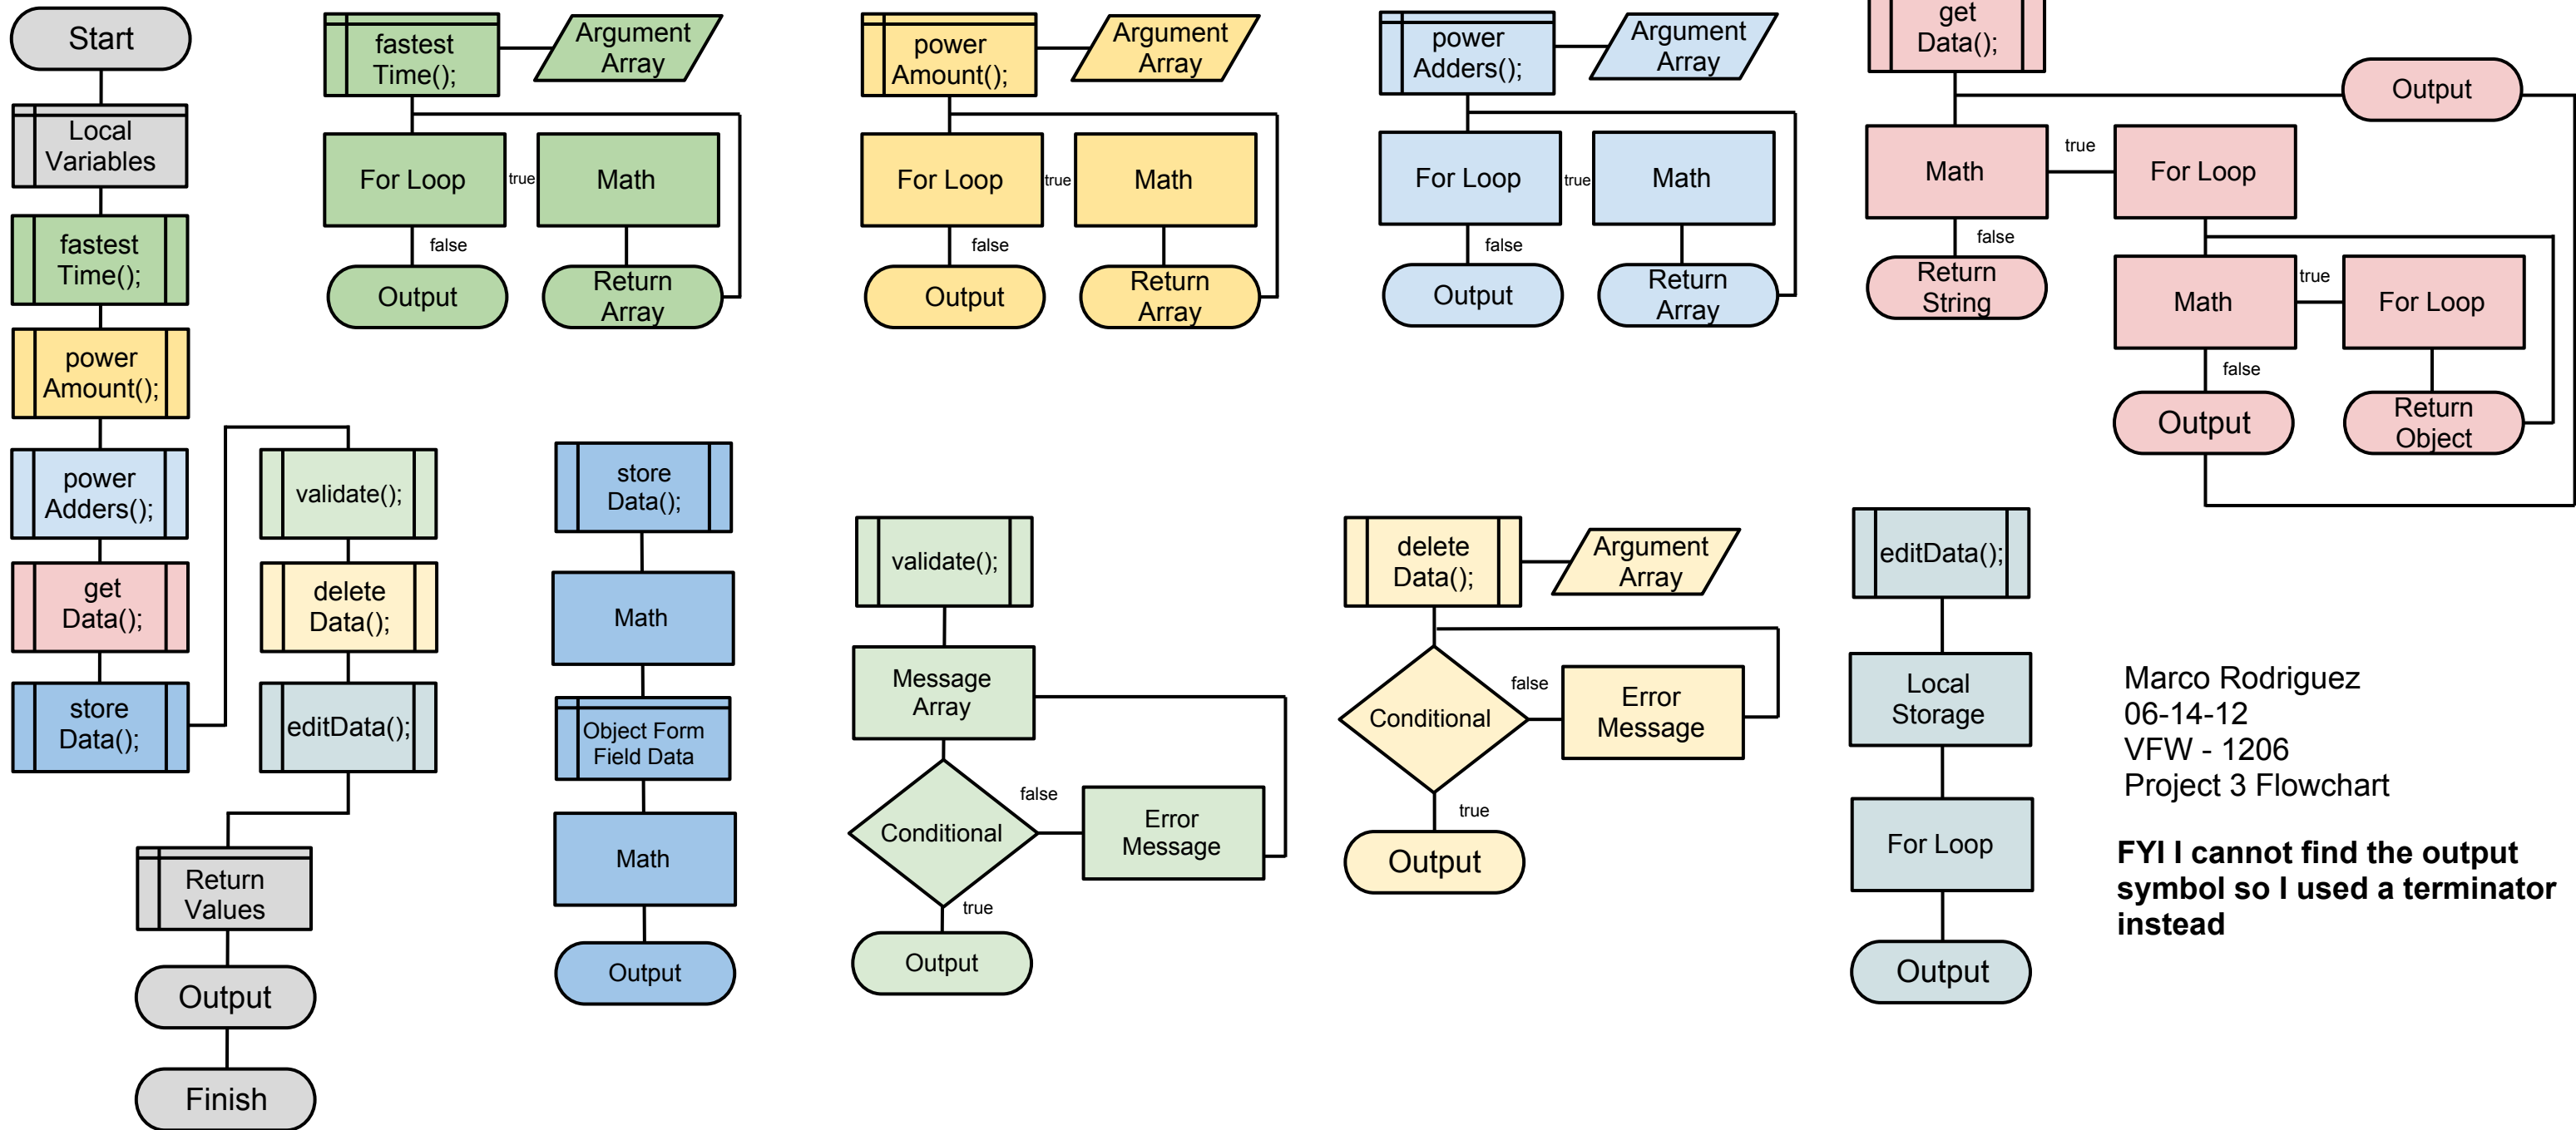 Start
Local
Variables
fastest
Time();
power
Amount();
power
Adders();
get
Data();
store
Data();
validate();
delete
Data();
editData();
Return
Values
Output
Finish
fastest
Time();
Argument
Array
For Loop
true
Math
false
Output
Return
Array
power
Amount();
Argument
Array
For Loop
true
Math
false
Output
Return
Array
power
Adders();
Argument
Array
For Loop
true
Math
false
Output
Return
Array
get
Data();
Output
Math
true
For Loop
false
Return
String
Math
true
For Loop
false
Output
Return
Object
store
Data();
Math
Object Form
Field Data
Math
Output
validate();
Message
Array
Conditional
false
Error
Message
true
Output
delete
Data();
Argument
Array
Conditional
false
Error
Message
true
Output
editData();
Local
Storage
For Loop
Output
Marco Rodriguez
06-14-12
VFW - 1206
Project 3 Flowchart
FYI I cannot find the output
symbol so I used a terminator
instead